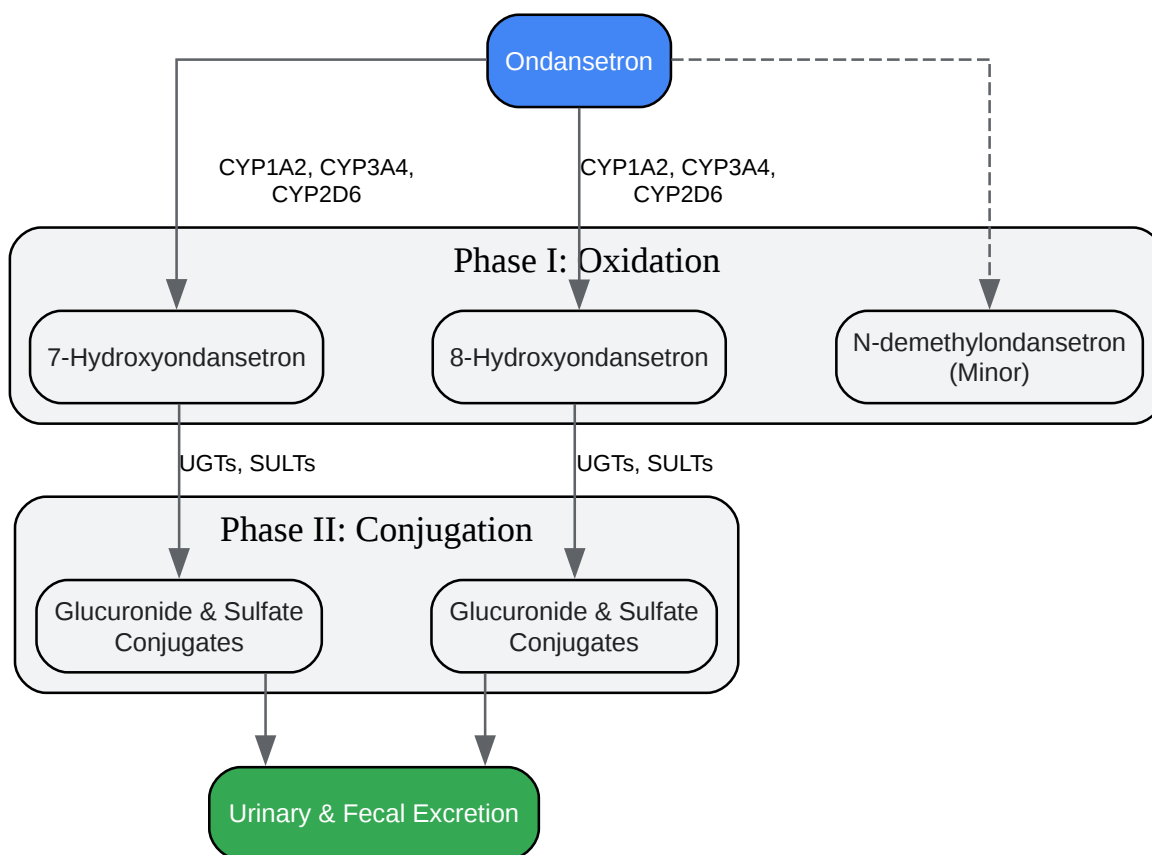 Ondansetron
CYP1A2, CYP3A4,
CYP2D6
CYP1A2, CYP3A4,
CYP2D6
Phase I: Oxidation
7-Hydroxyondansetron
8-Hydroxyondansetron
N-demethylondansetron
(Minor)
UGTs, SULTs
UGTs, SULTs
Phase II: Conjugation
Glucuronide & Sulfate
Conjugates
Glucuronide & Sulfate
Conjugates
Urinary & Fecal Excretion